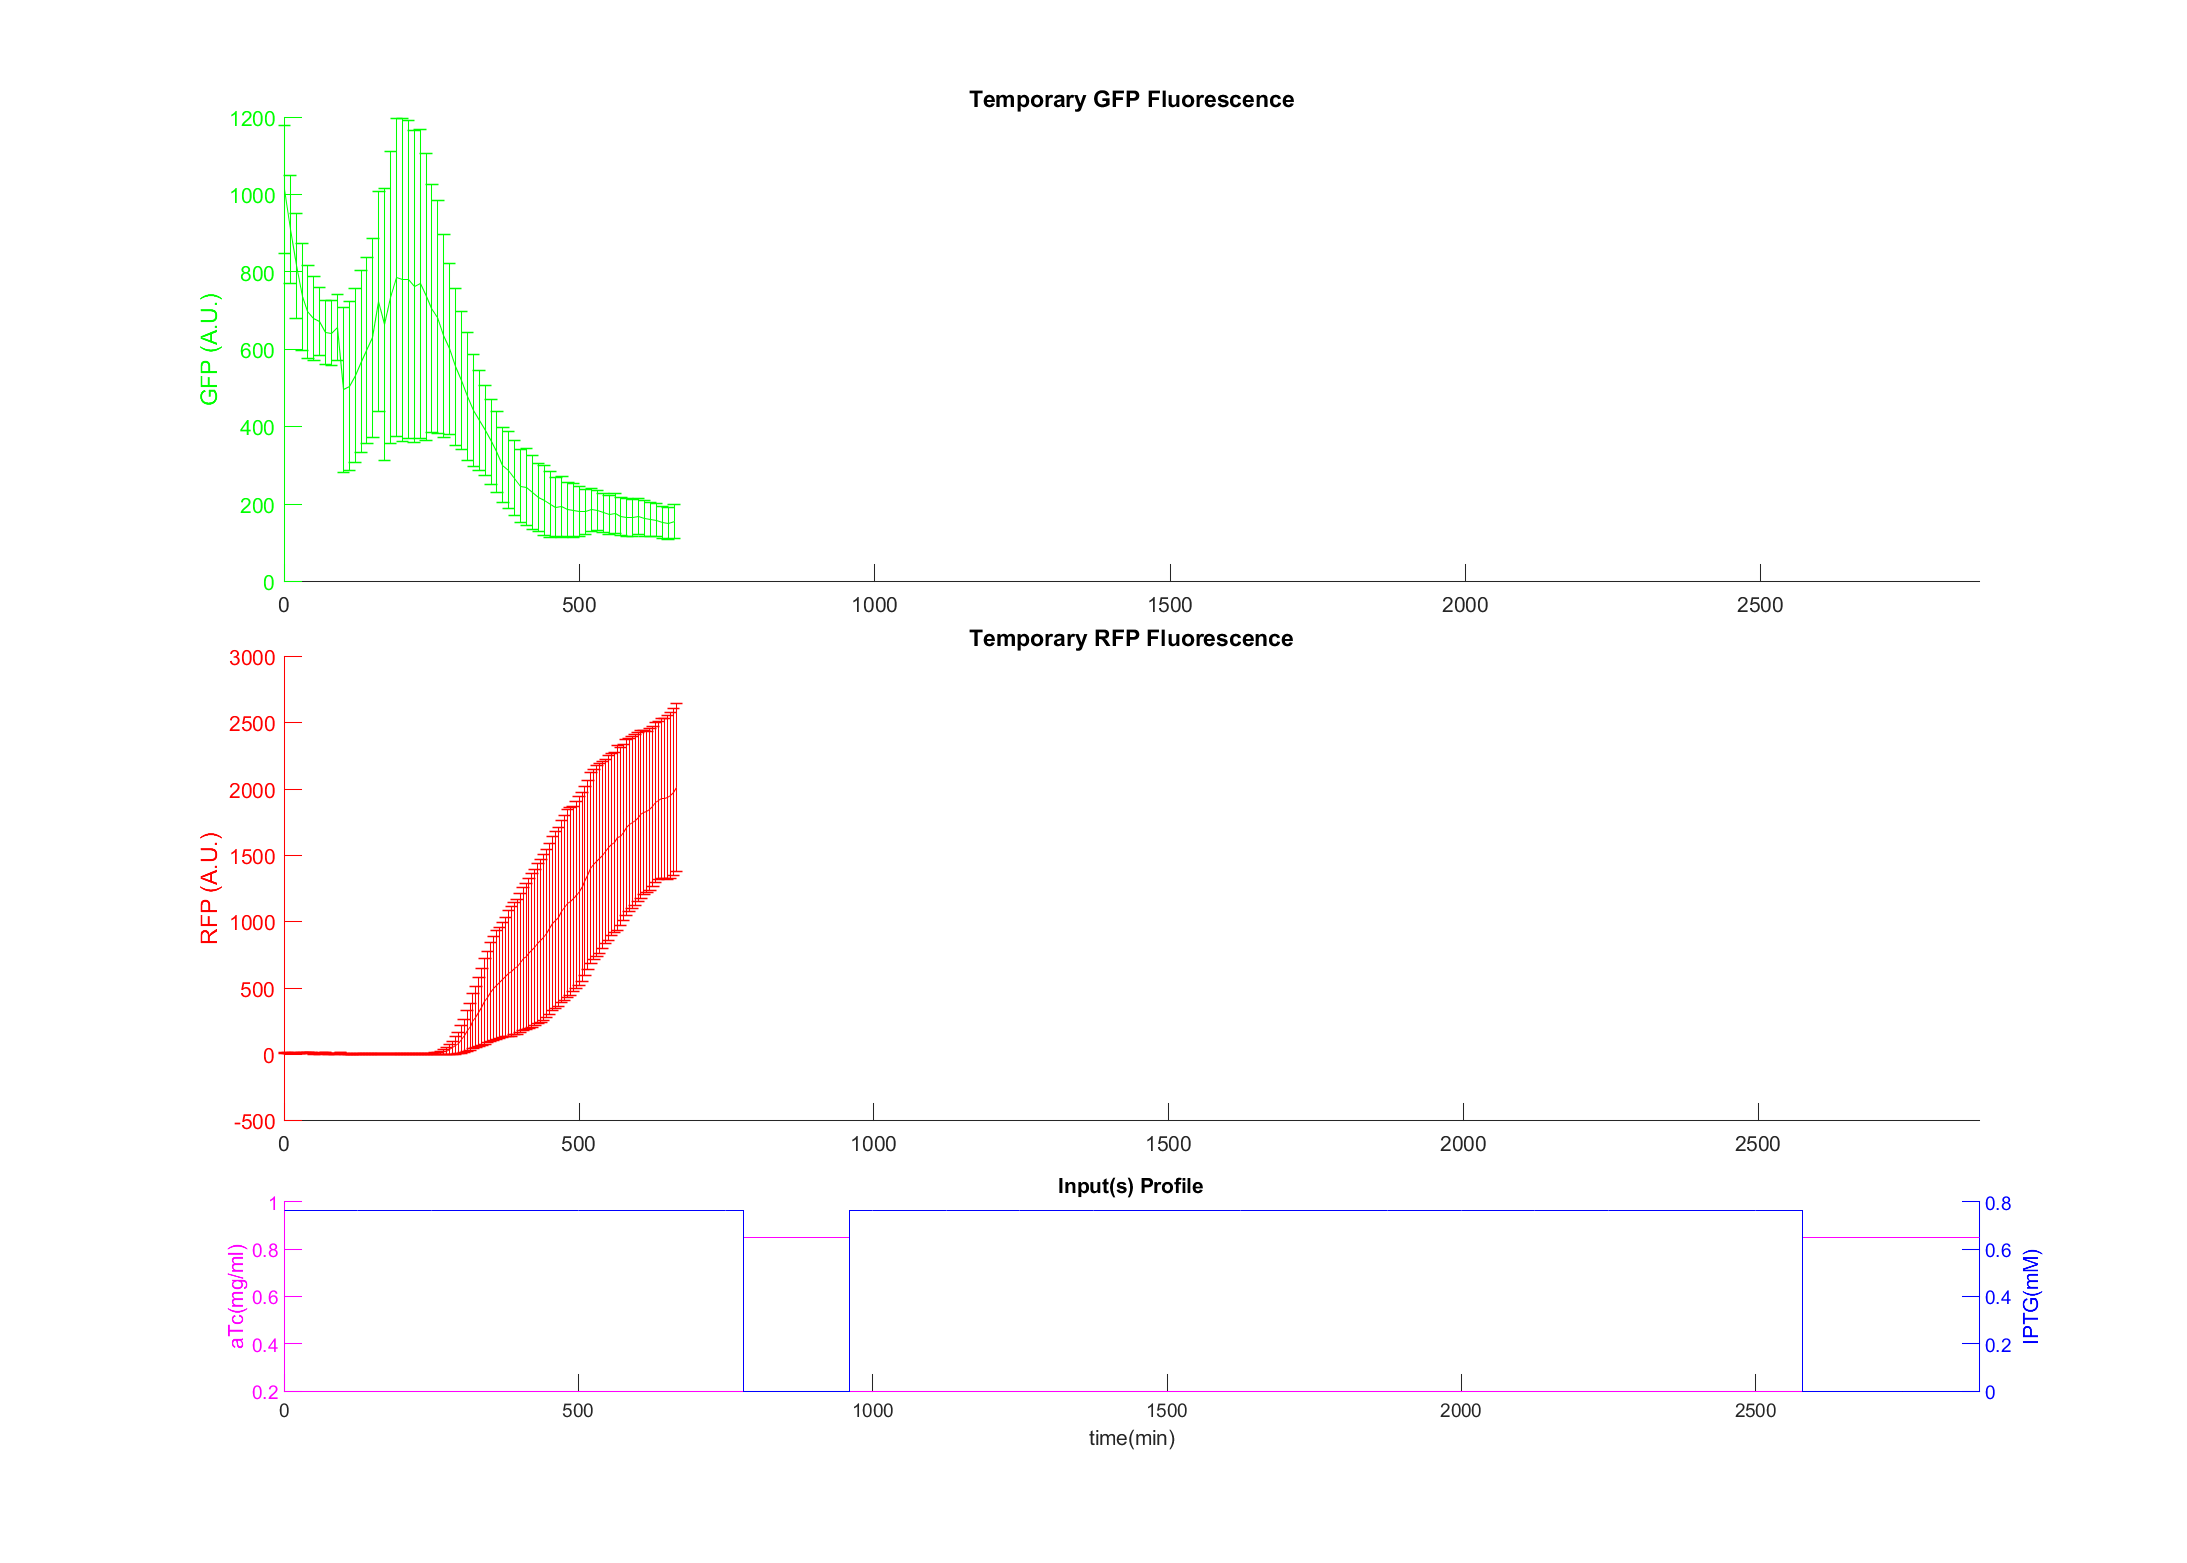 Temporary GFP Fluorescence
1200
1000
800
600
400
200
0
GFP (A.U.)
0 500 1000 1500 2000 2500
Temporary RFP Fluorescence
3000
2500
2000
1500
1000
500
0
-500
RFP (A.U.)
0 500 1000 1500 2000 2500
Input(s) Profile
1 0.8
0.8 0.6
0.6 0.4
0.4 0.2
0.2 0
aTc(mg/ml)
IPTG(mM)
0 500 1000 1500 2000 2500
time(min)